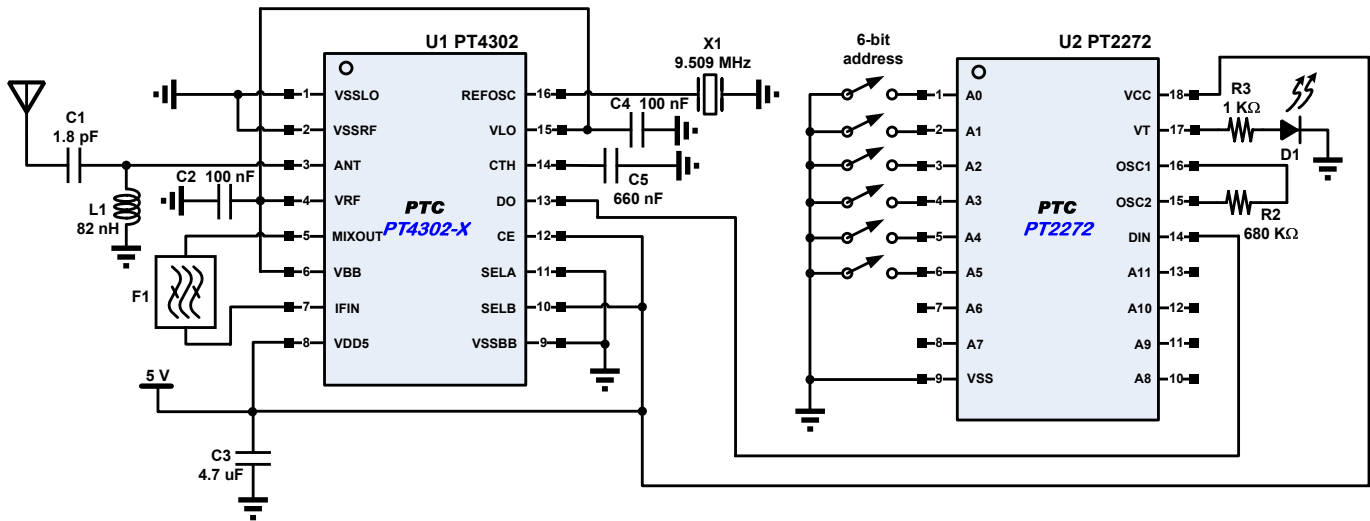 U1 PT4302
X1
9.509 MHz
6-bit
address
U2 PT2272
C1
1.8 pF
L1
82 nH
C2 100 nF
F1
5 V
C3
4.7 uF
1 VSSLO
2 VSSRF
3 ANT
4 VRF
5 MIXOUT
6 VBB
7 IFIN
8 VDD5
PTC
PT4302-X
REFOSC 16
VLO 15
CTH 14
DO 13
CE 12
SELA 11
SELB 10
VSSBB 9
C4 100 nF
C5
660 nF
1 A0
2 A1
3 A2
4 A3
5 A4
6 A5
7 A6
8 A7
9 VSS
PTC
PT2272
VCC 18
VT 17
OSC1 16
OSC2 15
DIN 14
A11 13
A10 12
A9 11
A8 10
R3
1 KΩ
D1
R2
680 KΩ